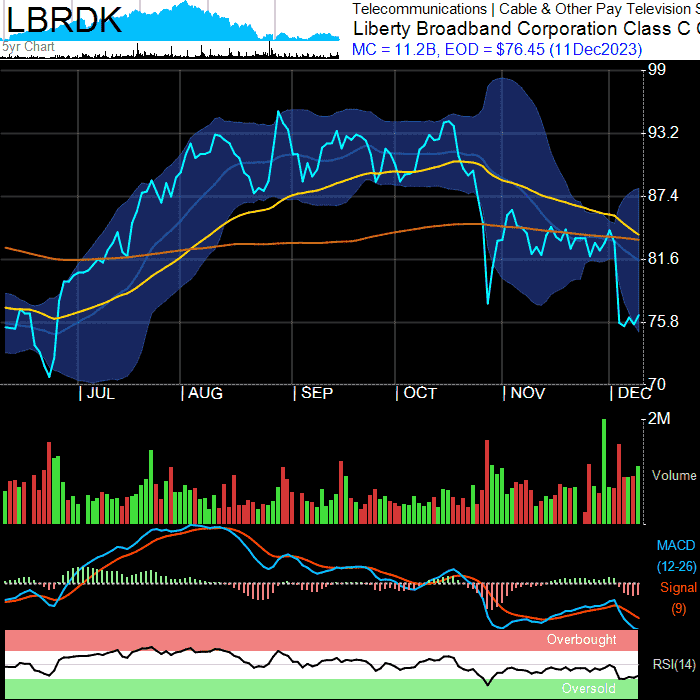 LBRDK
5yr Chart
Telecommunications | Cable & Other Pay Television S
Liberty Broadband Corporation Class C C
MC = 11.2B, EOD = $76.45 (11Dec2023)
99
93.2
87.4
81.6
75.8
70
JUL AUG SEP OCT NOV DEC
2M
Volume
MACD
(12-26)
Signal
(9)
Overbought
RSI(14)
Oversold